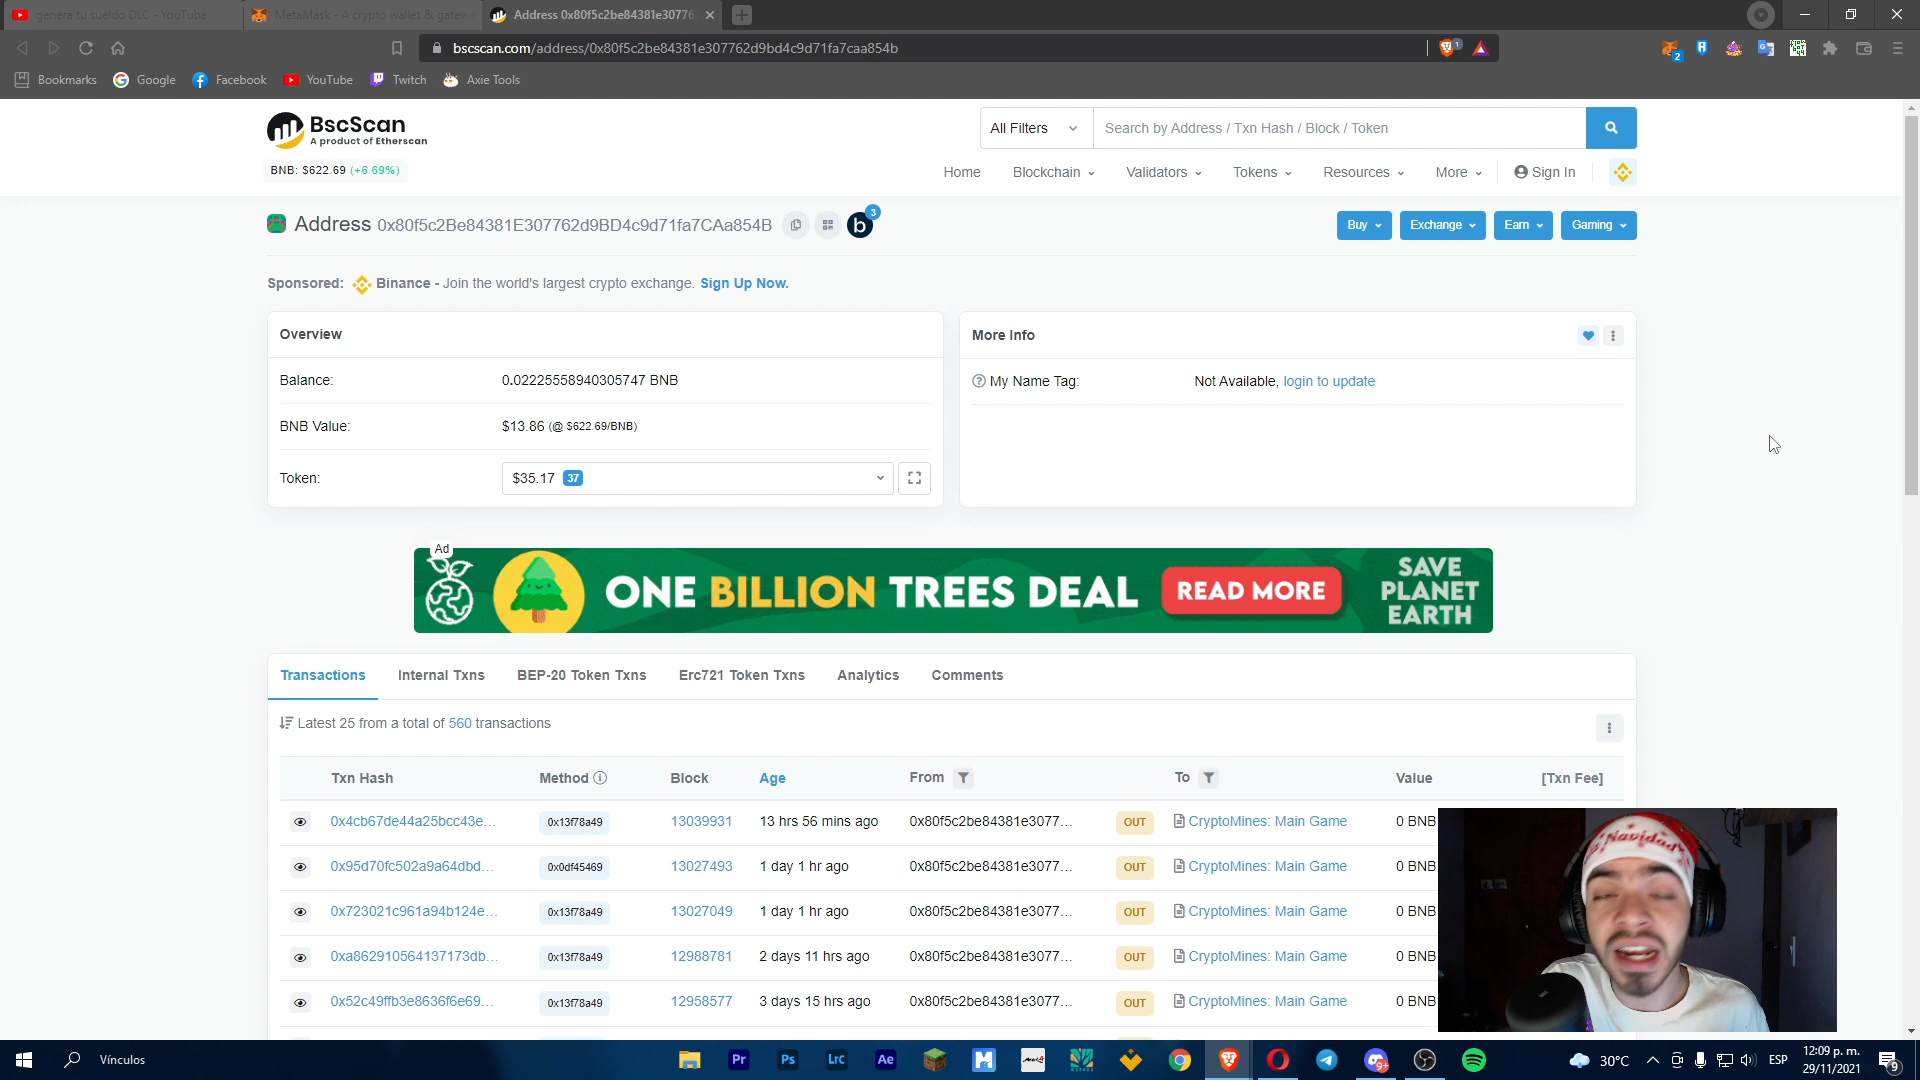 genera tu sueldo DLC - YouTube
MetaMask - A crypto wallet & gatew
Address 0x80f5c2be84381e30776
bscscan.com/address/0x80f5c2be84381e307762d9bd4c9d71fa7caa854b
1
2
Bookmarks
Google
Facebook
YouTube
Twitch
Axie Tools
BscScan
A product of Etherscan
BNB: $622.69 (+6.69%)
All Filters
Search by Address / Txn Hash / Block / Token
Home
Blockchain
Validators
Tokens
Resources
More
Sign In
Address 0x80f5c2Be84381E307762d9BD4c9d71fa7CAa854B
b
3
Buy
Exchange
Earn
Gaming
Sponsored: Binance - Join the world's largest crypto exchange. Sign Up Now.
Overview
Balance: 0.02225558940305747 BNB
BNB Value: $13.86 (@ $622.69/BNB)
Token: $35.17 37
More Info
My Name Tag: Not Available, login to update
Ad
ONE BILLION TREES DEAL
READ MORE
SAVE
PLANET
EARTH
Transactions
Internal Txns
BEP-20 Token Txns
Erc721 Token Txns
Analytics
Comments
Latest 25 from a total of 560 transactions
Txn Hash Method Block Age From To Value [Txn Fee]
0x4cb67de44a25bcc43e... 0x13f78a49 13039931 13 hrs 56 mins ago 0x80f5c2be84381e3077... OUT CryptoMines: Main Game 0 BNB
0x95d70fc502a9a64dbd... 0x0df45469 13027493 1 day 1 hr ago 0x80f5c2be84381e3077... OUT CryptoMines: Main Game 0 BNB
0x723021c961a94b124e... 0x13f78a49 13027049 1 day 1 hr ago 0x80f5c2be84381e3077... OUT CryptoMines: Main Game 0 BNB
0xa862910564137173db... 0x13f78a49 12988781 2 days 11 hrs ago 0x80f5c2be84381e3077... OUT CryptoMines: Main Game 0 BNB
0x52c49ffb3e8636f6e69... 0x13f78a49 12958577 3 days 15 hrs ago 0x80f5c2be84381e3077... OUT CryptoMines: Main Game 0 BNB
Navidad
Vínculos
Pr
Ps
Lrc
Ae
9+
30°C
ESP
12:09 p. m.
29/11/2021
9